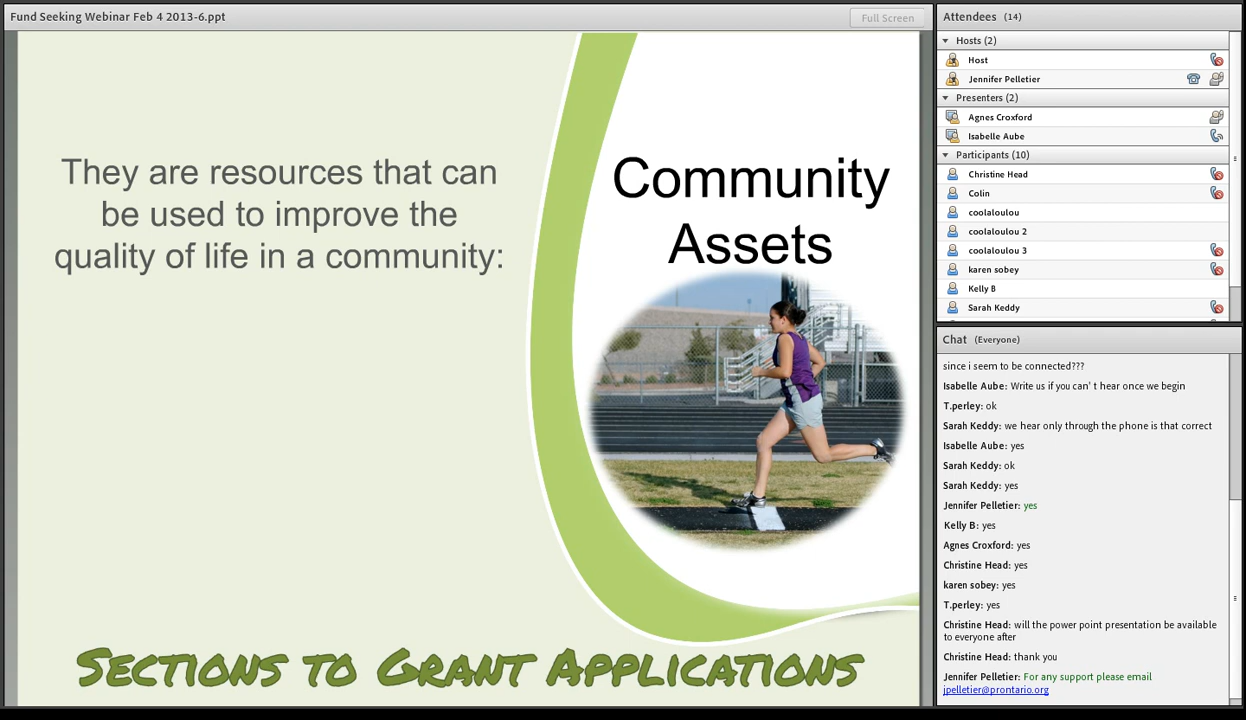 Fund Seeking Webinar Feb 4 2013-6.ppt
Full Screen
They are resources that can
be used to improve the
quality of life in a community:
Community
Assets
Sections to Grant Applications
Attendees (14)
Hosts (2)
Host
Jennifer Pelletier
Presenters (2)
Agnes Croxford
Isabelle Aube
Participants (10)
Christine Head
Colin
coolaloulou
coolaloulou 2
coolaloulou 3
karen sobey
Kelly B
Sarah Keddy
Chat (Everyone)
since i seem to be connected???
Isabelle Aube: Write us if you can' t hear once we begin
T.perley: ok
Sarah Keddy: we hear only through the phone is that correct
Isabelle Aube: yes
Sarah Keddy: ok
Sarah Keddy: yes
Jennifer Pelletier: yes
Kelly B: yes
Agnes Croxford: yes
Christine Head: yes
karen sobey: yes
T.perley: yes
Christine Head: will the power point presentation be available
to everyone after
Christine Head: thank you
Jennifer Pelletier: For any support please email
jpelletier@prontario.org